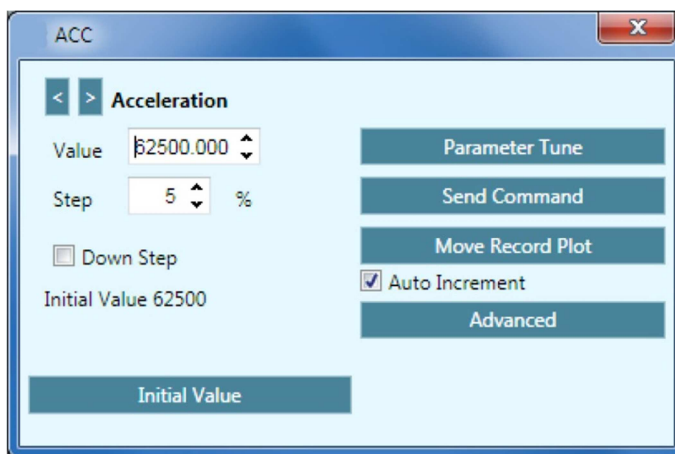 ACC
x
< > Acceleration
Value 62500.000
Step 5 %
Down Step
Initial Value 62500
Initial Value
Parameter Tune
Send Command
Move Record Plot
Auto Increment
Advanced